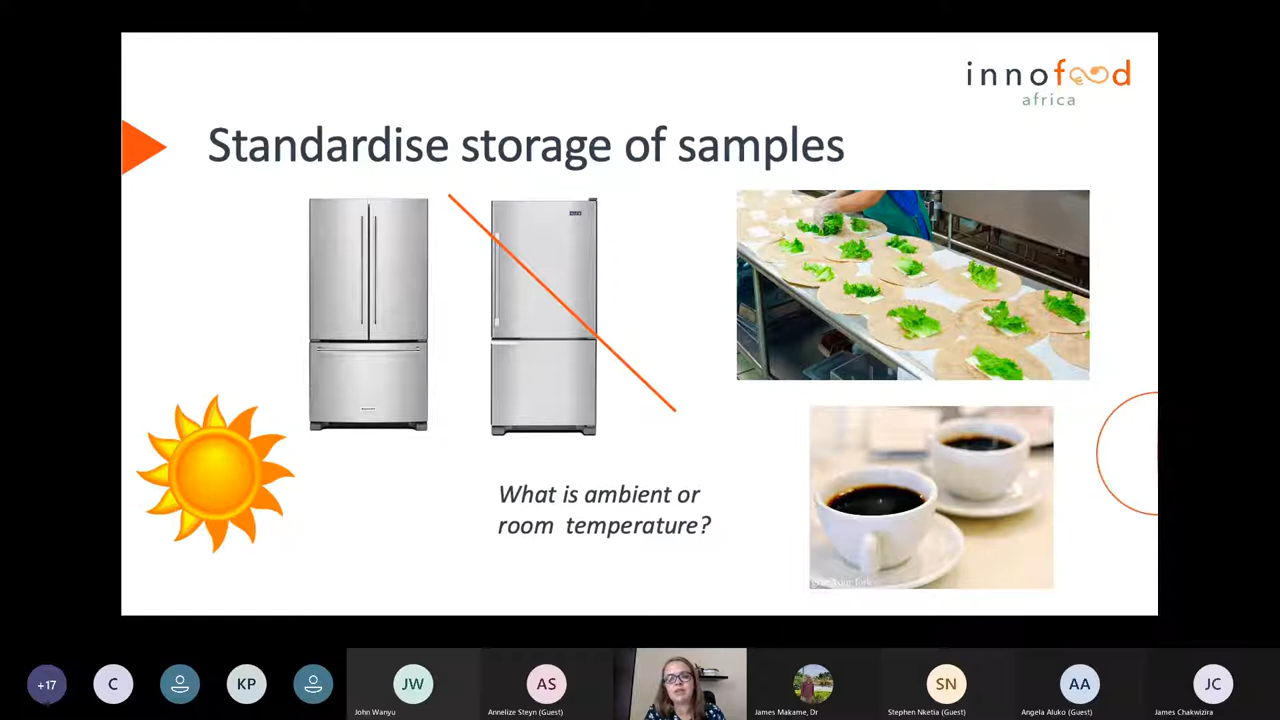 innofood
africa
Standardise storage of samples
What is ambient or
room temperature?
+17
C
KP
JW
John Wanyu
AS
Annelize Steyn (Guest)
James Makame, Dr
SN
Stephen Nketia (Guest)
AA
Angela Aluko (Guest)
JC
James Chakwizira